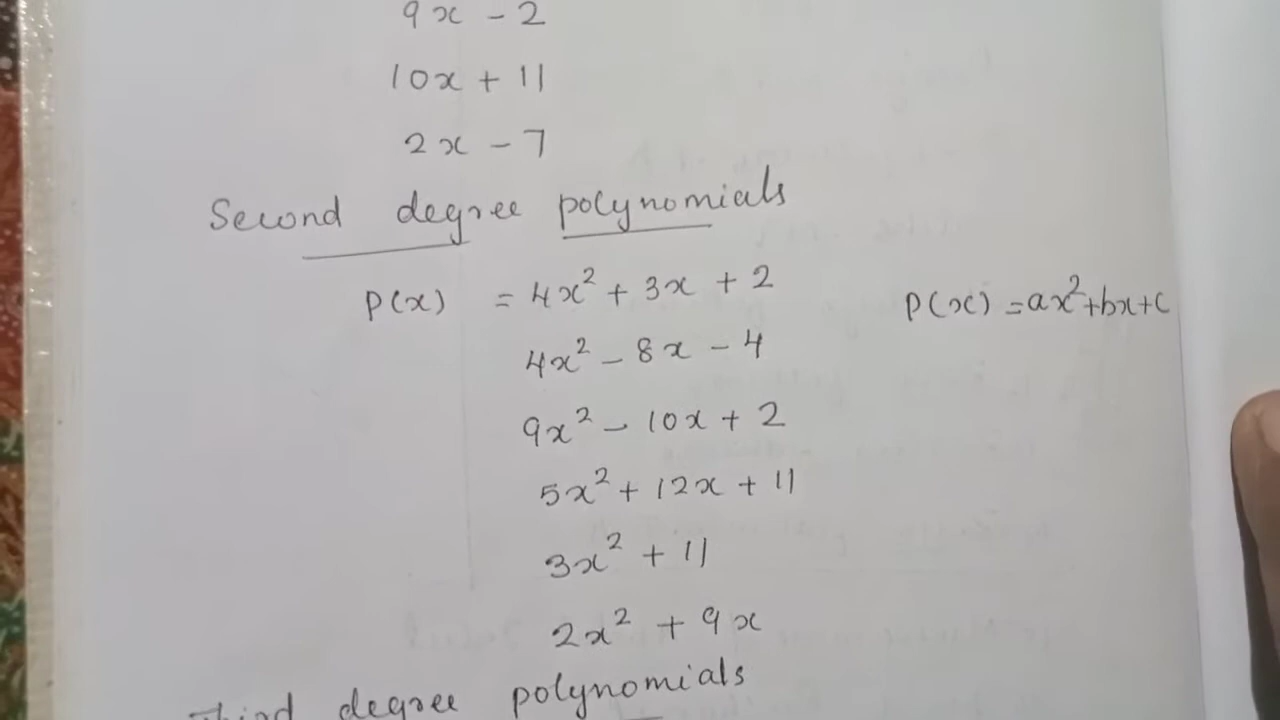 9x - 2
10x + 11
2x - 7
Second degree polynomials
P(x) = 4x² + 3x + 2 P(x) = ax²+bx+c
4x² - 8x - 4
9x² - 10x + 2
5x² + 12x + 11
3x² + 11
2x² + 9x
Third degree polynomials